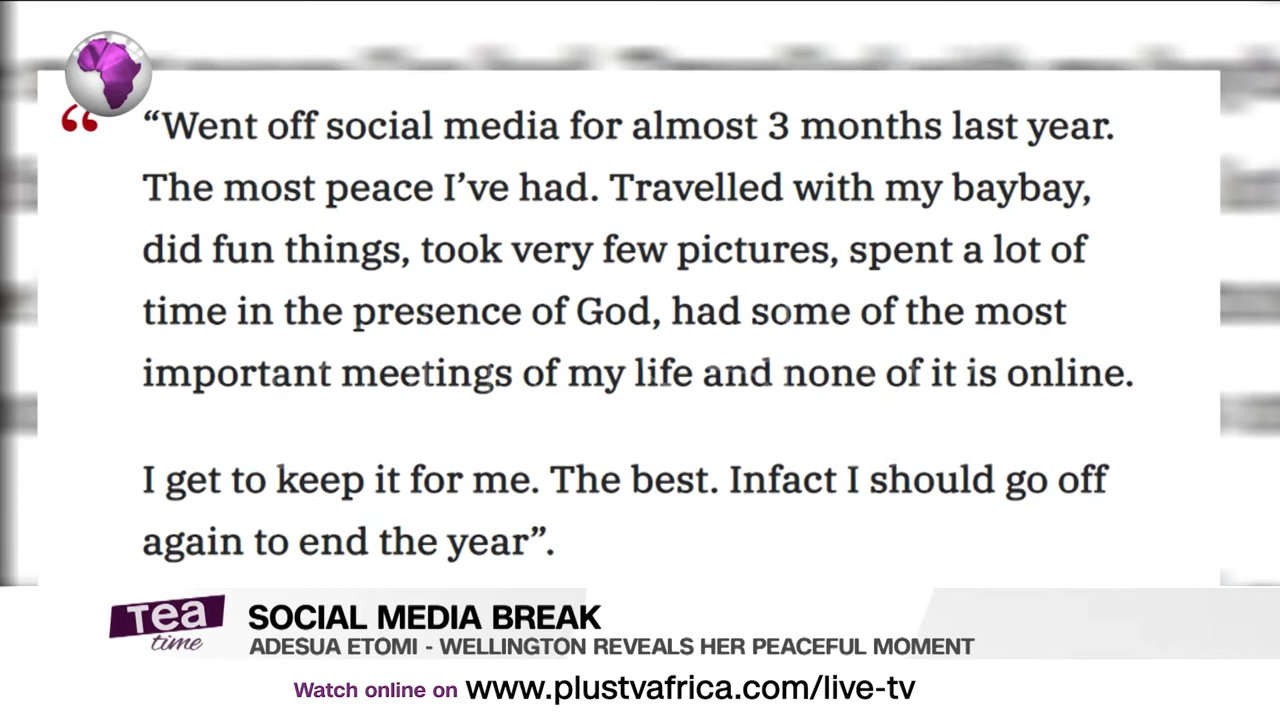 “Went off social media for almost 3 months last year.
The most peace I’ve had. Travelled with my baybay,
did fun things, took very few pictures, spent a lot of
time in the presence of God, had some of the most
important meetings of my life and none of it is online.
I get to keep it for me. The best. Infact I should go off
again to end the year”.
Tea
time
SOCIAL MEDIA BREAK
ADESUA ETOMI - WELLINGTON REVEALS HER PEACEFUL MOMENT
Watch online on www.plustvafrica.com/live-tv